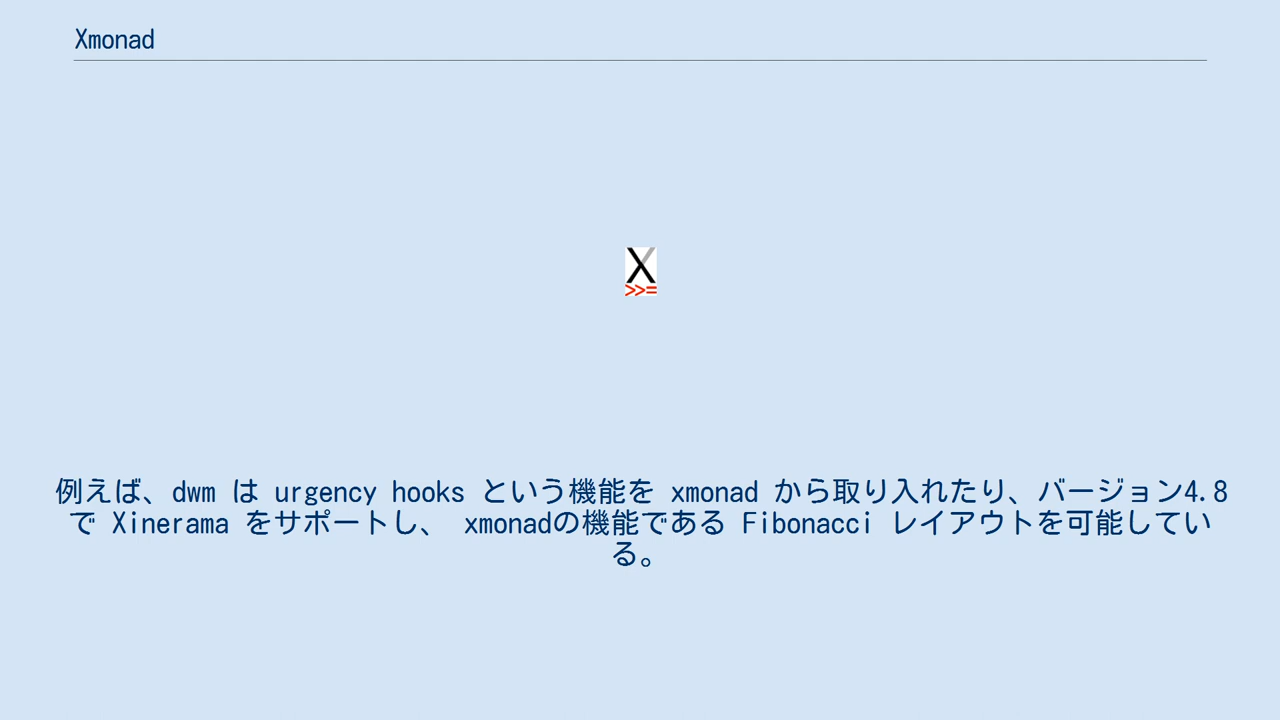 Xmonad
X
>>=
例えば、dwm は urgency hooks という機能を xmonad から取り入れたり、バージョン4.8
で Xinerama をサポートし、 xmonadの機能である Fibonacci レイアウトを可能してい
る。